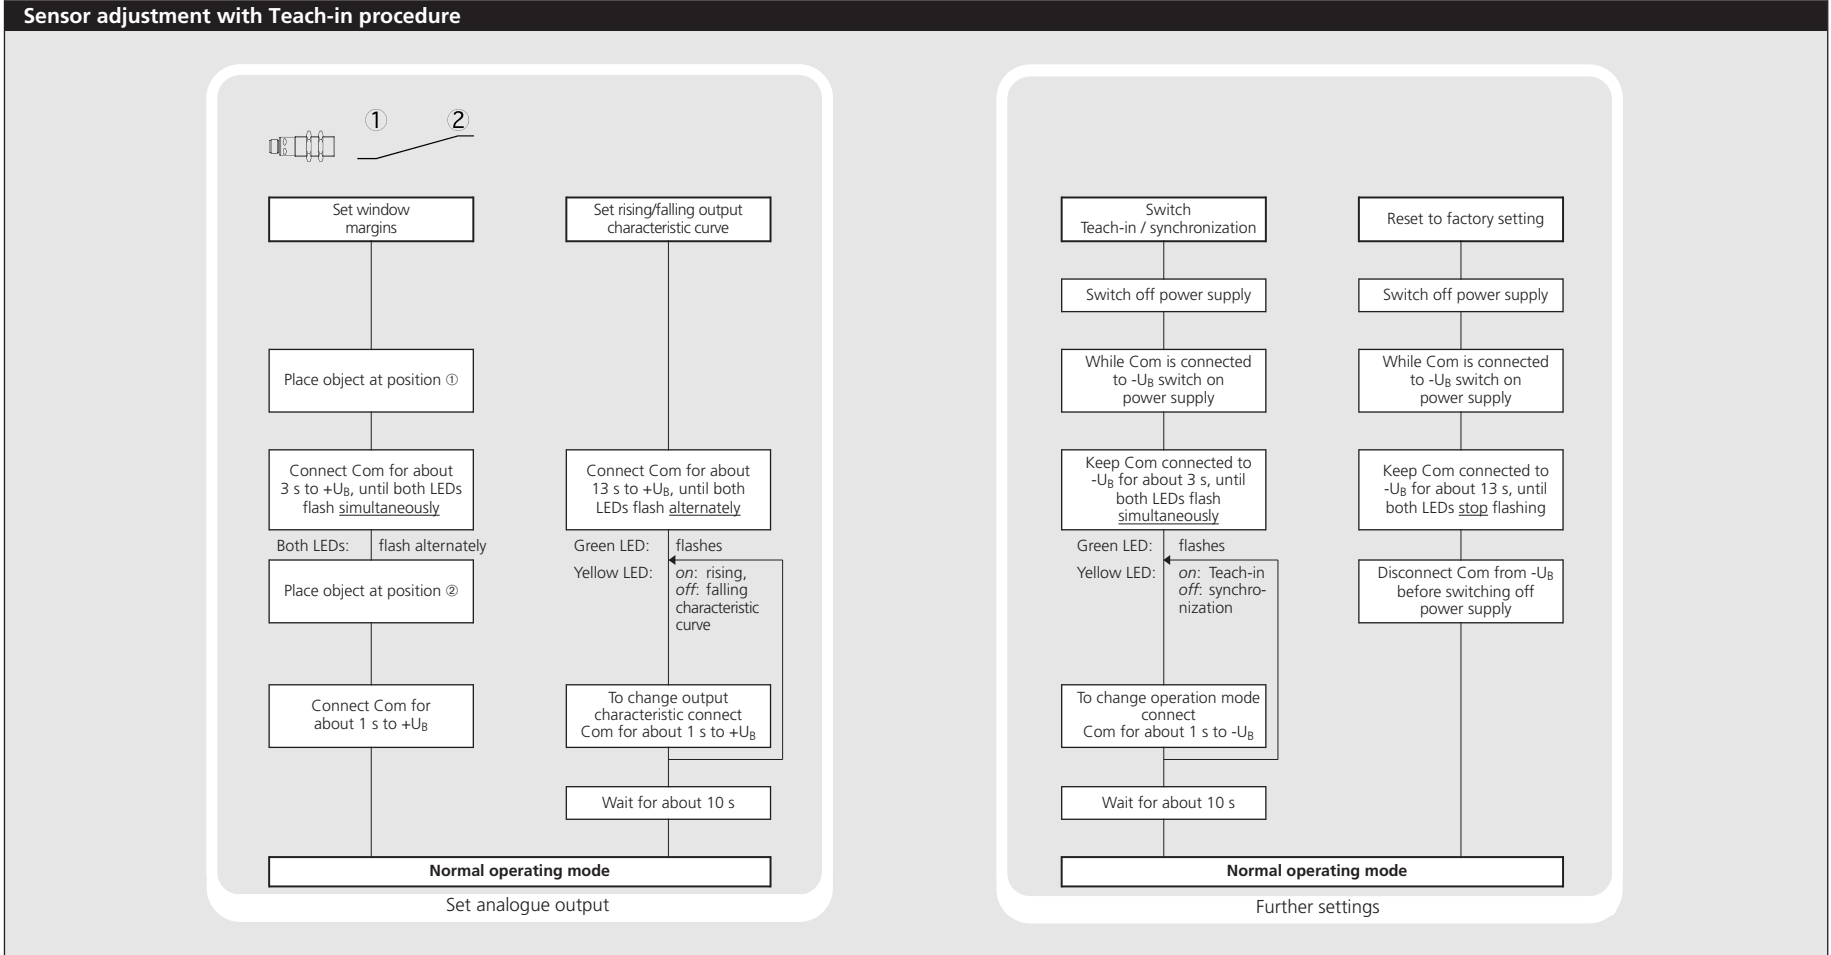 Sensor adjustment with Teach-in procedure
① ②
Set window
margins
Place object at position ①
Connect Com for about
3 s to +UB, until both LEDs
flash simultaneously
Both LEDs: flash alternately
Place object at position ②
Connect Com for
about 1 s to +UB
Set rising/falling output
characteristic curve
Connect Com for about
13 s to +UB, until both
LEDs flash alternately
Green LED: flashes
Yellow LED: on: rising,
off: falling
characteristic
curve
To change output
characteristic connect
Com for about 1 s to +UB
Wait for about 10 s
Normal operating mode
Set analogue output
Switch
Teach-in / synchronization
Switch off power supply
While Com is connected
to -UB switch on
power supply
Keep Com connected to
-UB for about 3 s, until
both LEDs flash
simultaneously
Green LED: flashes
Yellow LED: on: Teach-in
off: synchro-
nization
To change operation mode
connect
Com for about 1 s to -UB
Wait for about 10 s
Reset to factory setting
Switch off power supply
While Com is connected
to -UB switch on
power supply
Keep Com connected to
-UB for about 13 s, until
both LEDs stop flashing
Disconnect Com from -UB
before switching off
power supply
Normal operating mode
Further settings